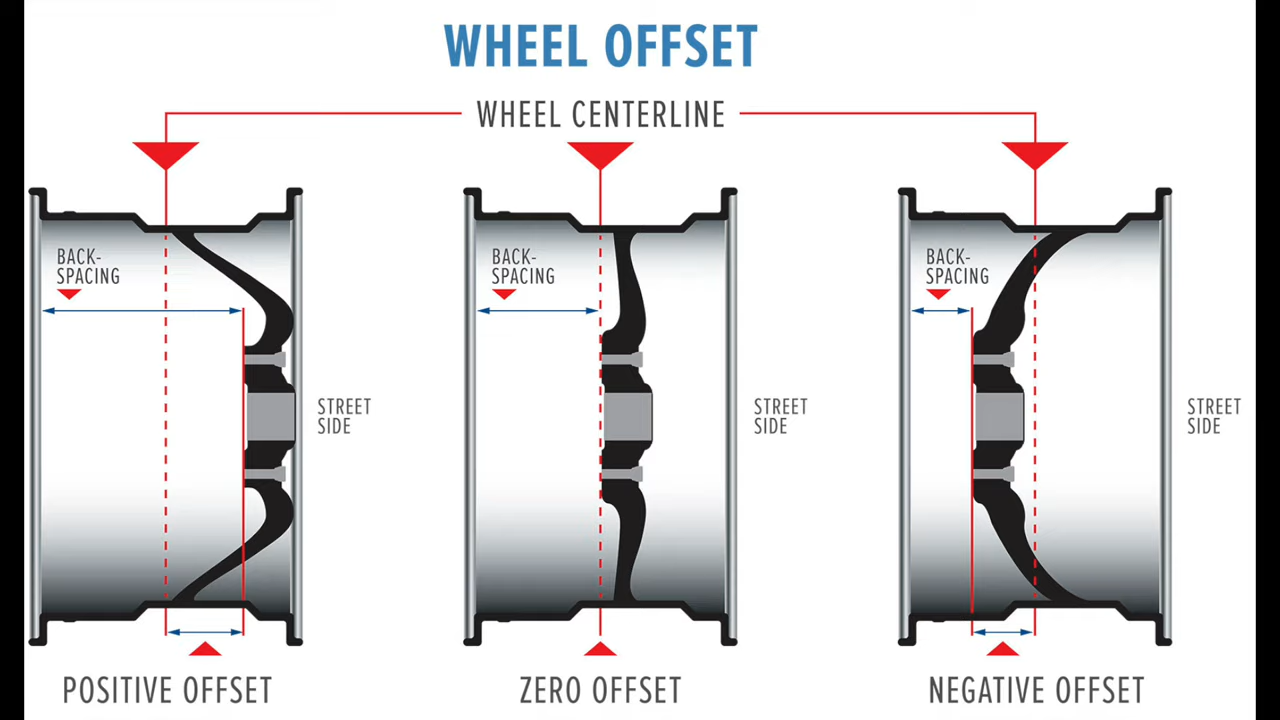 WHEEL OFFSET
WHEEL CENTERLINE
BACK-
SPACING
BACK-
SPACING
BACK-
SPACING
STREET
SIDE
STREET
SIDE
STREET
SIDE
POSITIVE OFFSET
ZERO OFFSET
NEGATIVE OFFSET